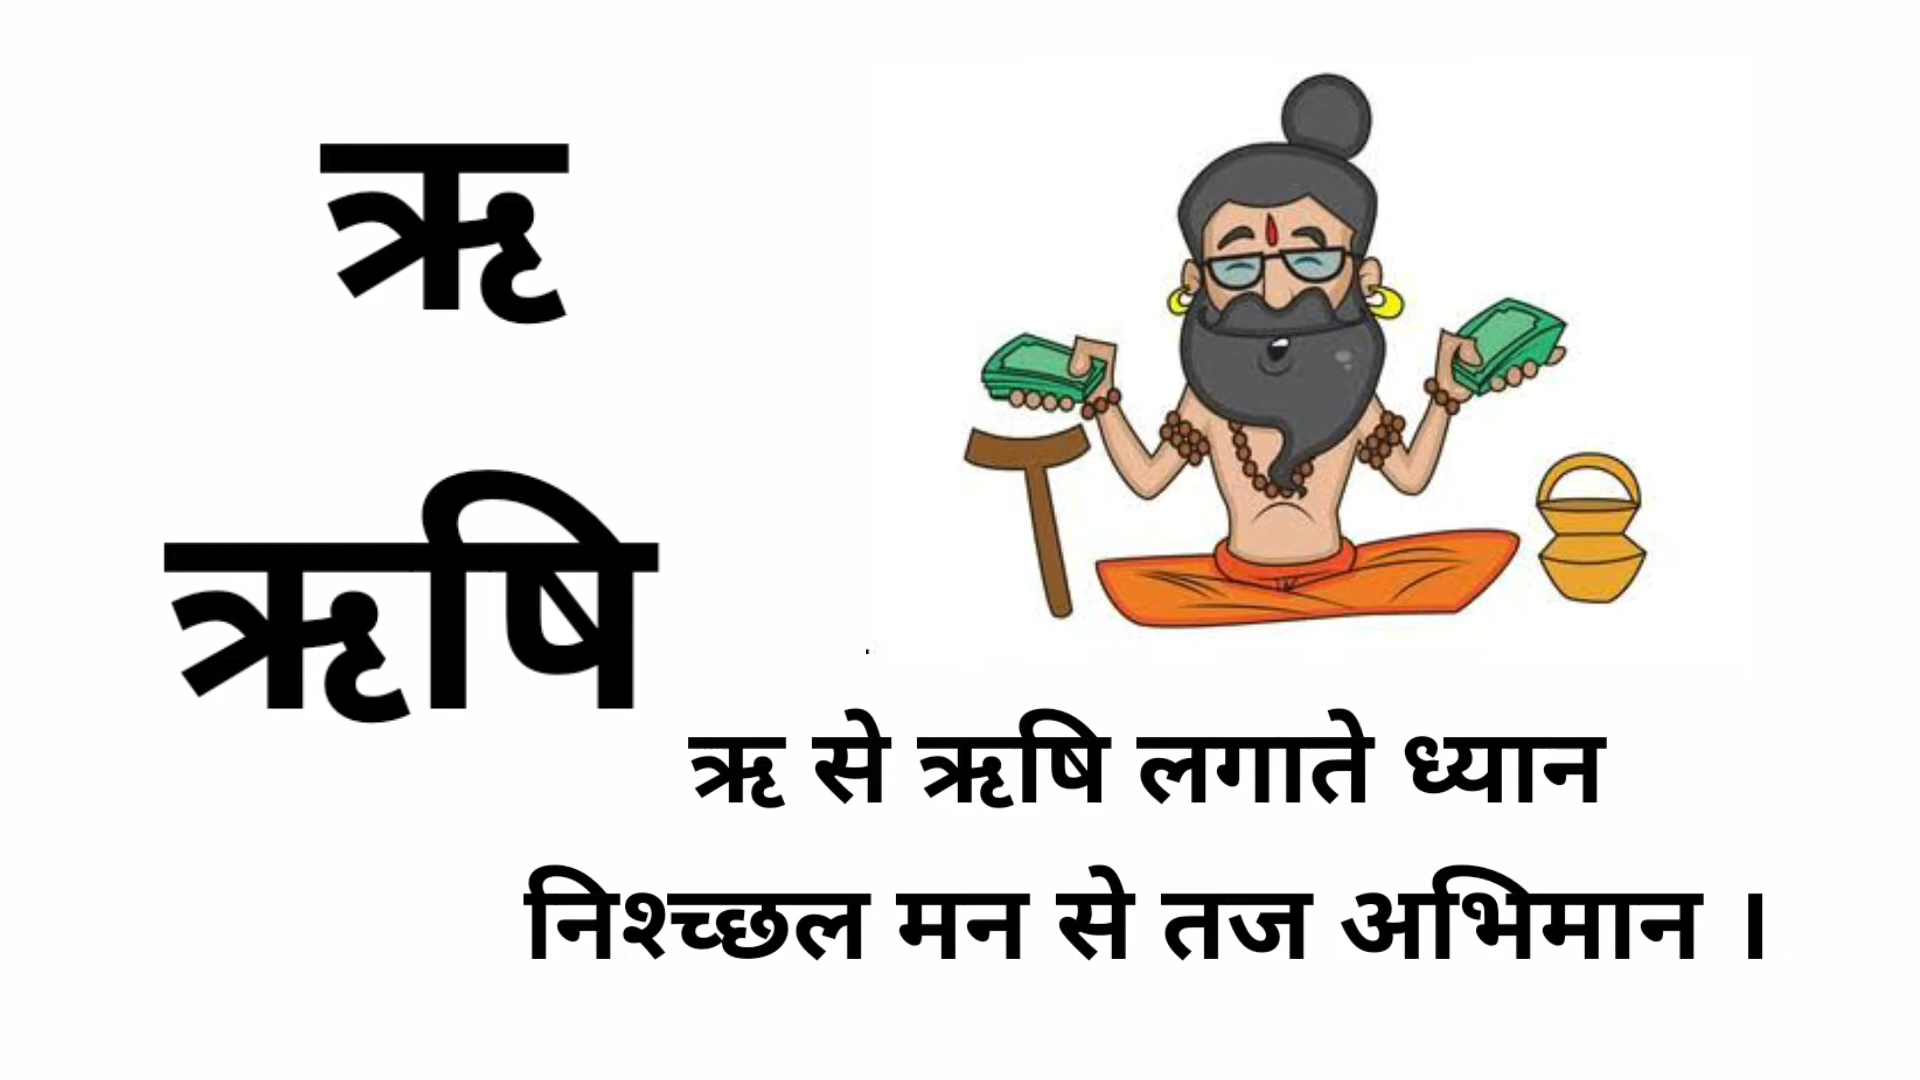 ऋ
ऋषि
ऋ से ऋषि लगाते ध्यान
निश्च्छल मन से तज अभिमान ।